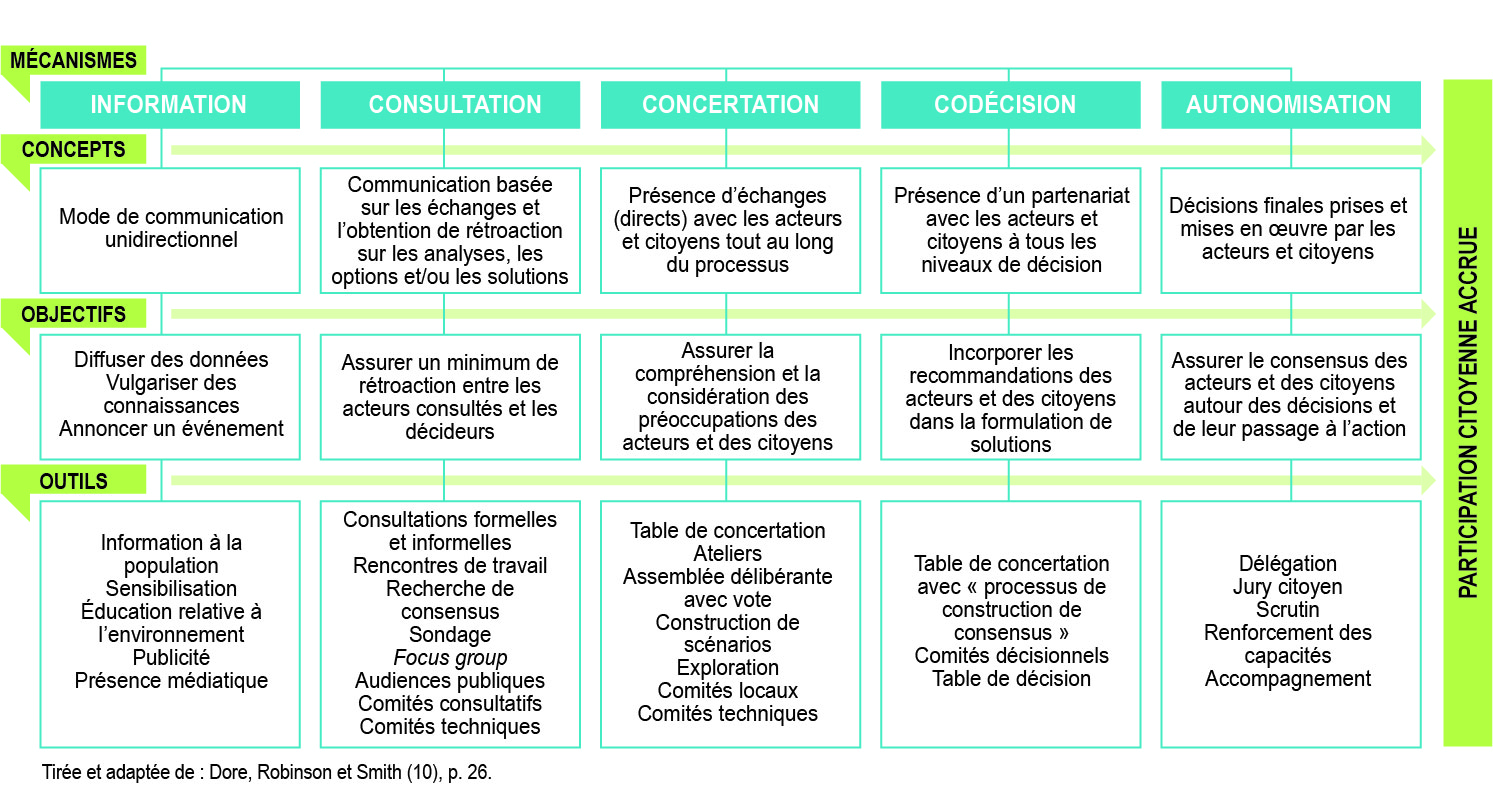 MÉCANISMES
INFORMATION
CONSULTATION
CONCERTATION
CODÉCISION
AUTONOMISATION
CONCEPTS
Mode de communication
unidirectionnel
Communication basée
sur les échanges et
l’obtention de rétroaction
sur les analyses, les
options et/ou les solutions
Présence d’échanges
(directs) avec les acteurs
et citoyens tout au long
du processus
Présence d’un partenariat
avec les acteurs et
citoyens à tous les
niveaux de décision
Décisions finales prises et
mises en œuvre par les
acteurs et citoyens
OBJECTIFS
Diffuser des données
Vulgariser des
connaissances
Annoncer un événement
Assurer un minimum de
rétroaction entre les
acteurs consultés et les
décideurs
Assurer la
compréhension et la
considération des
préoccupations des
acteurs et des citoyens
Incorporer les
recommandations des
acteurs et des citoyens
dans la formulation de
solutions
Assurer le consensus des
acteurs et des citoyens
autour des décisions et
de leur passage à l’action
OUTILS
Information à la
population
Sensibilisation
Éducation relative à
l’environnement
Publicité
Présence médiatique
Consultations formelles
et informelles
Rencontres de travail
Recherche de
consensus
Sondage
Focus group
Audiences publiques
Comités consultatifs
Comités techniques
Table de concertation
Ateliers
Assemblée délibérante
avec vote
Construction de
scénarios
Exploration
Comités locaux
Comités techniques
Table de concertation
avec « processus de
construction de
consensus »
Comités décisionnels
Table de décision
Délégation
Jury citoyen
Scrutin
Renforcement des
capacités
Accompagnement
PARTICIPATION CITOYENNE ACCRUE
Tirée et adaptée de : Dore, Robinson et Smith (10), p. 26.